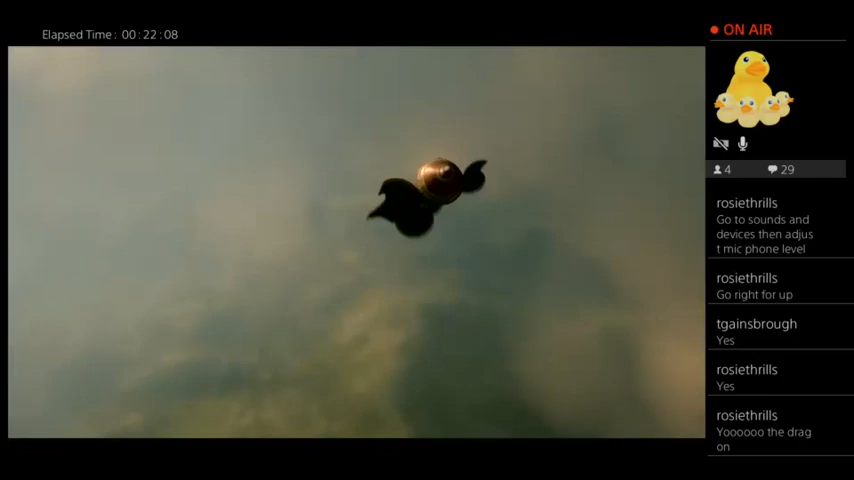 Elapsed Time: 00:22:08
ON AIR
4
29
rosiethrills
Go to sounds and
devices then adjus
t mic phone level
rosiethrills
Go right for up
tgainsbrough
Yes
rosiethrills
Yes
rosiethrills
Yoooooo the drag
on